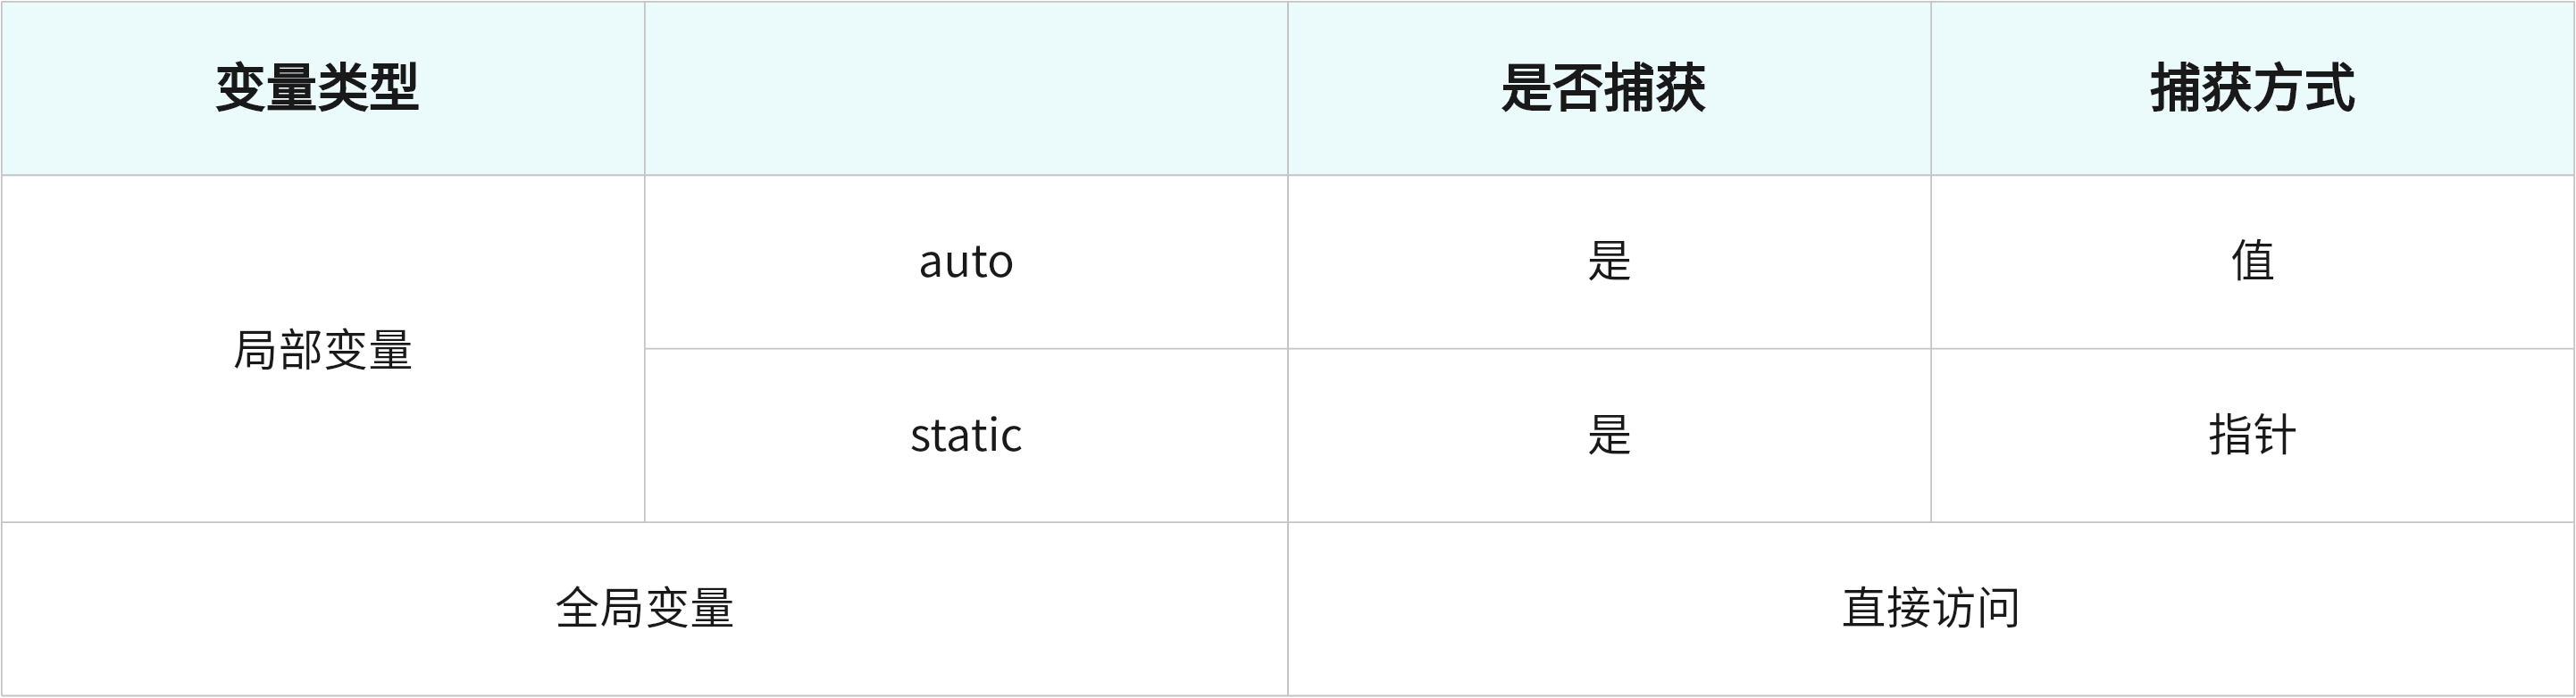 变量类型
是否捕获
捕获方式
局部变量
auto
是
值
static
是
指针
全局变量
直接访问